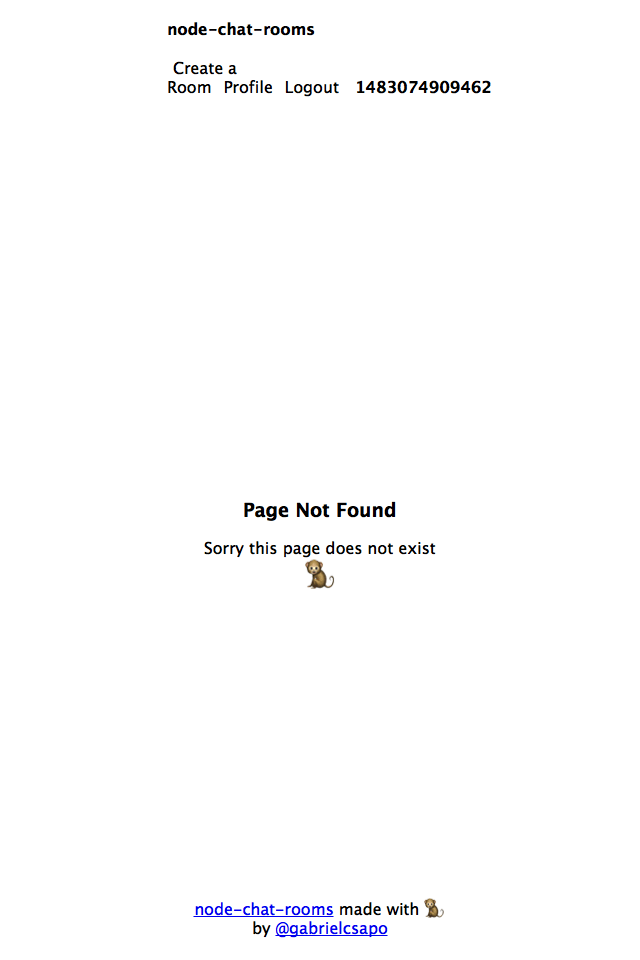 node-chat-rooms
Create a
Room Profile Logout 1483074909462
Page Not Found
Sorry this page does not exist
node-chat-rooms made with
by @gabrielcsapo